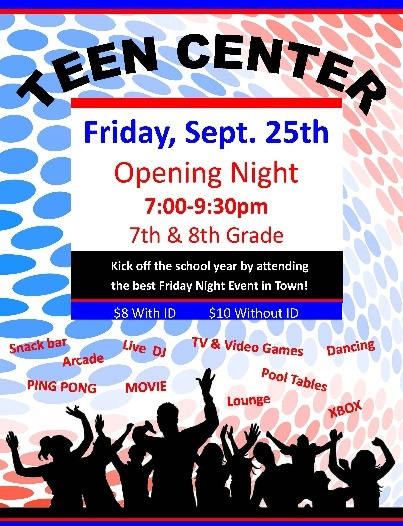 TEEN CENTER
Friday, Sept. 25th
Opening Night
7:00-9:30pm
7th & 8th Grade
Kick off the school year by attending
the best Friday Night Event in Town!
$8 With ID $10 Without ID
Snack bar
Arcade
Live DJ
TV & Video Games
Dancing
PING PONG
MOVIE
Pool Tables
Lounge
XBOX